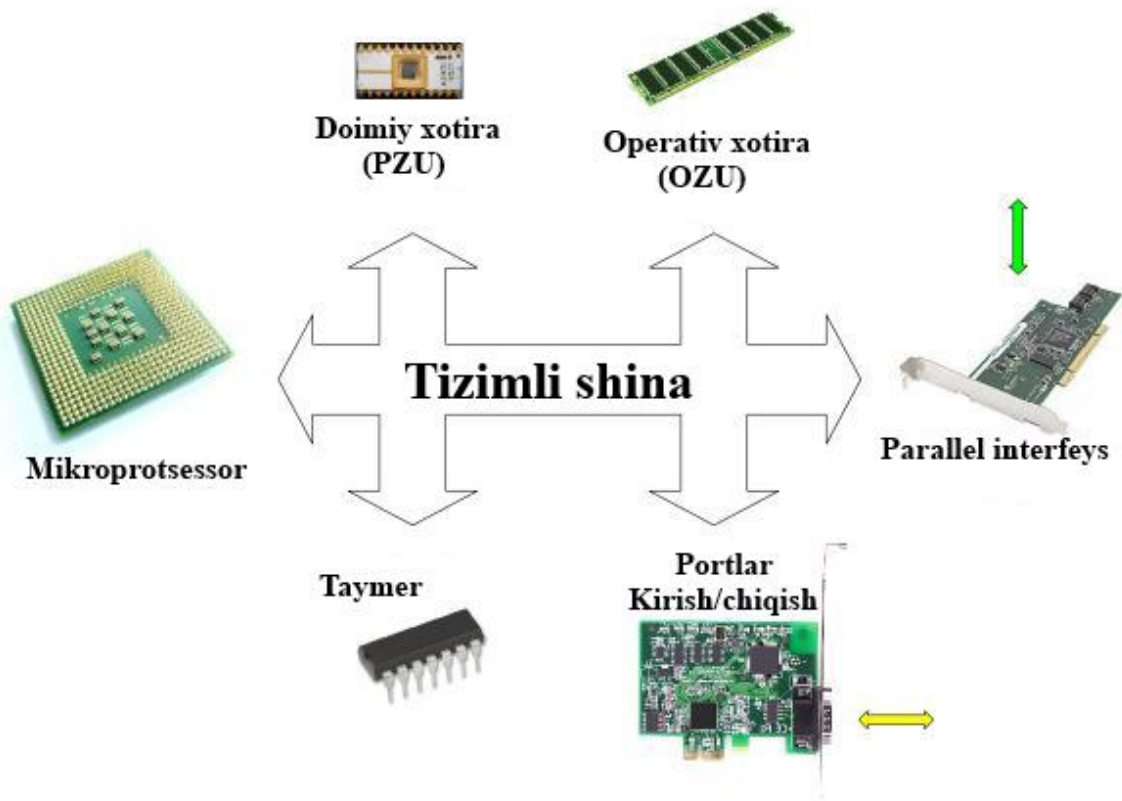 Doimiy xotira
(PZU)
Operativ xotira
(OZU)
Mikroprotsessor
Tizimli shina
Parallel interfeys
Taymer
Portlar
Kirish/chiqish